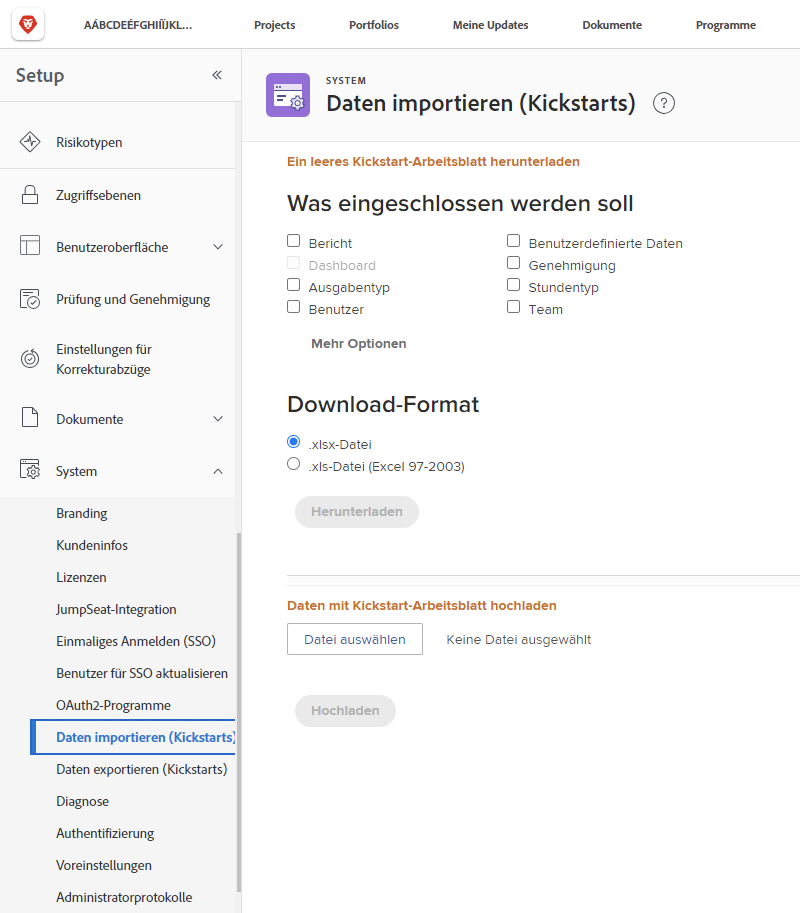 AÁBCDEÉFGHIÍÏJKL...
Projects
Portfolios
Meine Updates
Dokumente
Programme
Setup
Risikotypen
Zugriffsebenen
Benutzeroberfläche
Prüfung und Genehmigung
Einstellungen für
Korrekturabzüge
Dokumente
System
Branding
Kundeninfos
Lizenzen
JumpSeat-Integration
Einmaliges Anmelden (SSO)
Benutzer für SSO aktualisieren
OAuth2-Programme
Daten importieren (Kickstarts)
Daten exportieren (Kickstarts)
Diagnose
Authentifizierung
Voreinstellungen
Administratorprotokolle
SYSTEM
Daten importieren (Kickstarts) ?
Ein leeres Kickstart-Arbeitsblatt herunterladen
Was eingeschlossen werden soll
Bericht
Dashboard
Ausgabentyp
Benutzer
Benutzerdefinierte Daten
Genehmigung
Stundentyp
Team
Mehr Optionen
Download-Format
.xlsx-Datei
.xls-Datei (Excel 97-2003)
Herunterladen
Daten mit Kickstart-Arbeitsblatt hochladen
Datei auswählen
Keine Datei ausgewählt
Hochladen